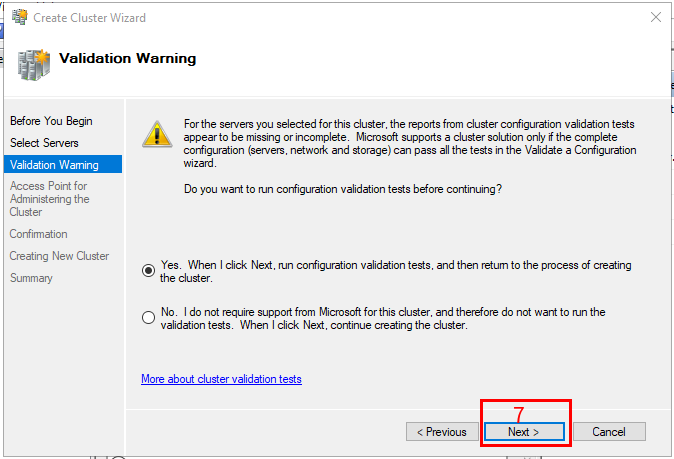 Create Cluster Wizard
Validation Warning
Before You Begin
Select Servers
Validation Warning
Access Point for
Administering the
Cluster
Confirmation
Creating New Cluster
Summary
For the servers you selected for this cluster, the reports from cluster configuration validation tests
appear to be missing or incomplete. Microsoft supports a cluster solution only if the complete
configuration (servers, network and storage) can pass all the tests in the Validate a Configuration
wizard.
Do you want to run configuration validation tests before continuing?
Yes. When I click Next, run configuration validation tests, and then return to the process of creating
the cluster.
No. I do not require support from Microsoft for this cluster, and therefore do not want to run the
validation tests. When I click Next, continue creating the cluster.
More about cluster validation tests
7
< Previous
Next >
Cancel